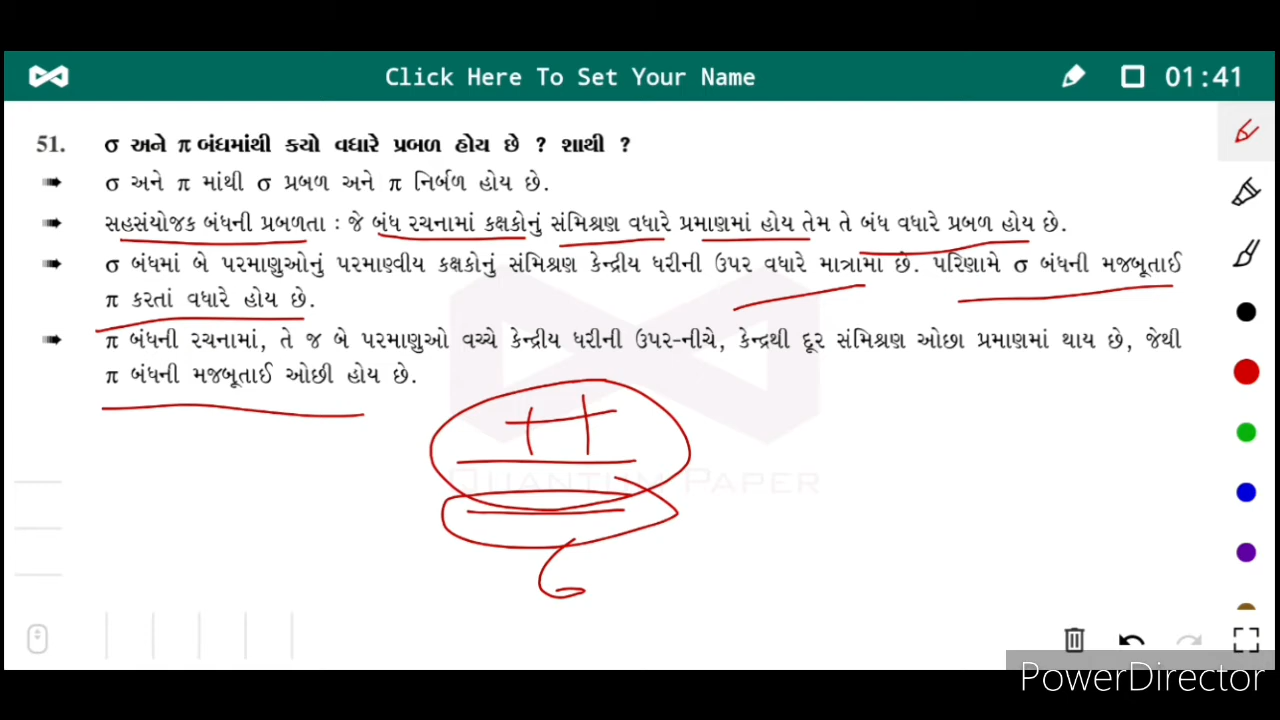 Click Here To Set Your Name
01:41
51. σ અને π બંધમાંથી કયો વધારે પ્રબળ હોય છે ? શાથી ?
➠ σ અને π માંથી σ પ્રબળ અને π નિર્બળ હોય છે.
➠ સહસંયોજક બંધની પ્રબળતા : જે બંધ રચનામાં કક્ષકોનું સંમિશ્રણ વધારે પ્રમાણમાં હોય તેમ તે બંધ વધારે પ્રબળ હોય છે.
➠ σ બંધમાં બે પરમાણુઓનું પરમાણ્વીય કક્ષકોનું સંમિશ્રણ કેન્દ્રીય ધરીની ઉપર વધારે માત્રામાં છે. પરિણામે σ બંધની મજબૂતાઈ
π કરતાં વધારે હોય છે.
➠ π બંધની રચનામાં, તે જ બે પરમાણુઓ વચ્ચે કેન્દ્રીય ધરીની ઉપર-નીચે, કેન્દ્રથી દૂર સંમિશ્રણ ઓછા પ્રમાણમાં થાય છે, જેથી
π બંધની મજબૂતાઈ ઓછી હોય છે.
π
QUANTUM PAPER
6
PowerDirector